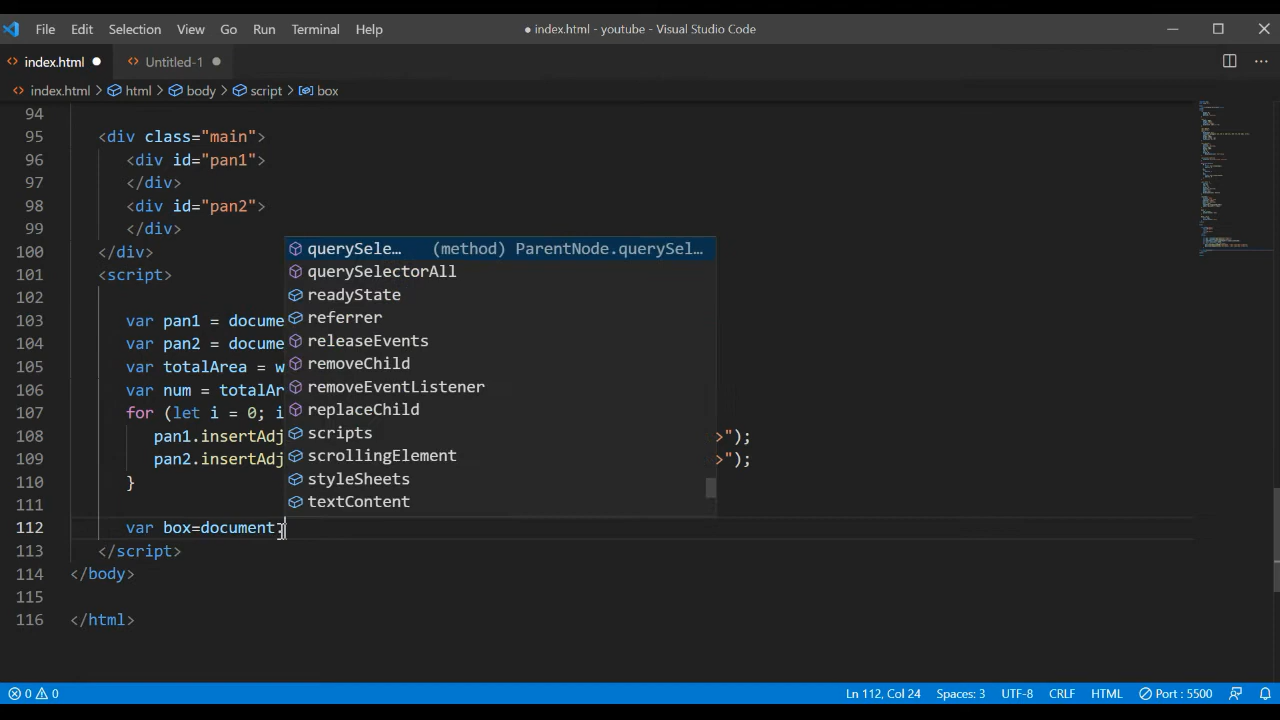 File Edit Selection View Go Run Terminal Help ● index.html - youtube - Visual Studio Code
index.html ● Untitled-1 ●
index.html > html > body > script > box
94
95 <div class="main">
96 <div id="pan1">
97 </div>
98 <div id="pan2">
99 </div>
100 </div>
101 <script>
102
103 var pan1 = docume
104 var pan2 = docume
105 var totalArea = w
106 var num = totalAr
107 for (let i = 0; i
108 pan1.insertAdj >");
109 pan2.insertAdj >");
110 }
111
112 var box=document.
113 </script>
114 </body>
115
116 </html>
querySele… (method) ParentNode.querySel…
querySelectorAll
readyState
referrer
releaseEvents
removeChild
removeEventListener
replaceChild
scripts
scrollingElement
styleSheets
textContent
0 0 Ln 112, Col 24 Spaces: 3 UTF-8 CRLF HTML Port : 5500